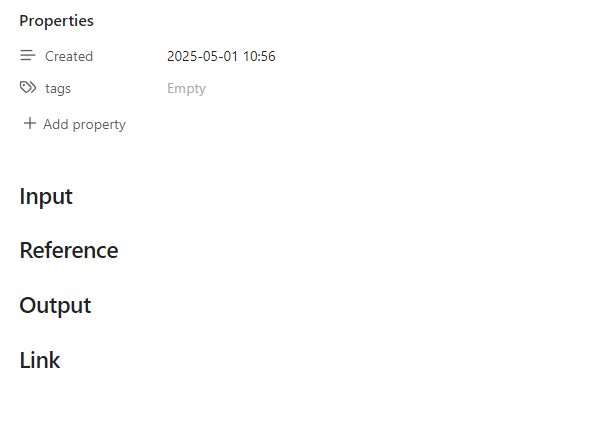 Properties
Created 2025-05-01 10:56
tags Empty
Add property
Input
Reference
Output
Link